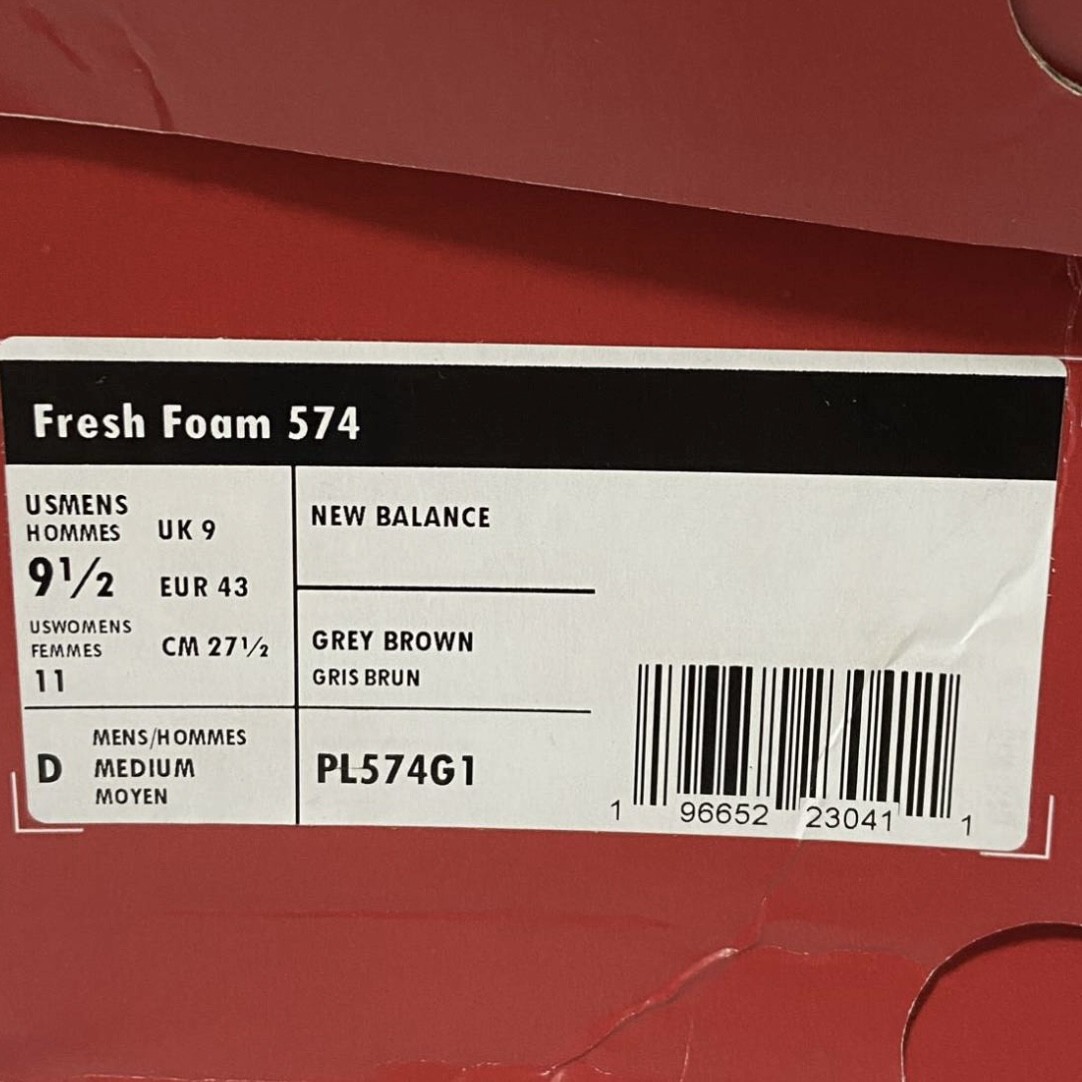 Fresh Foam 574
USMENS
HOMMES
9½
UK 9
EUR 43
USWOMENS
FEMMES
11
CM 27½
D
MENS/HOMMES
MEDIUM
MOYEN
NEW BALANCE
GREY BROWN
GRIS BRUN
PL574G1
1 96652 23041 1